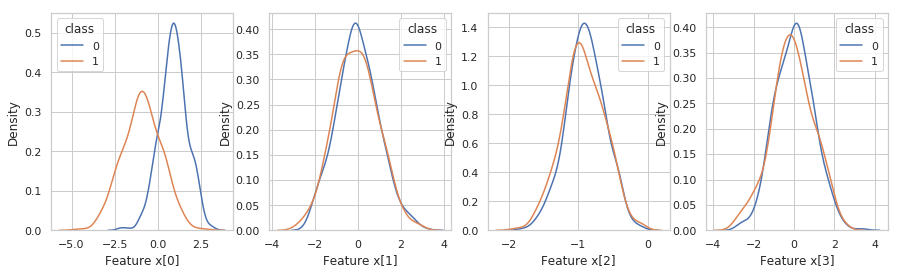 class
0
1
Density
0.5
0.4
0.3
0.2
0.1
0.0
−5.0 −2.5 0.0 2.5
Feature x[0]
class
0
1
Density
0.40
0.35
0.30
0.25
0.20
0.15
0.10
0.05
0.00
−4 −2 0 2 4
Feature x[1]
class
0
1
Density
1.4
1.2
1.0
0.8
0.6
0.4
0.2
0.0
−2 −1 0
Feature x[2]
class
0
1
Density
0.40
0.35
0.30
0.25
0.20
0.15
0.10
0.05
0.00
−4 −2 0 2 4
Feature x[3]